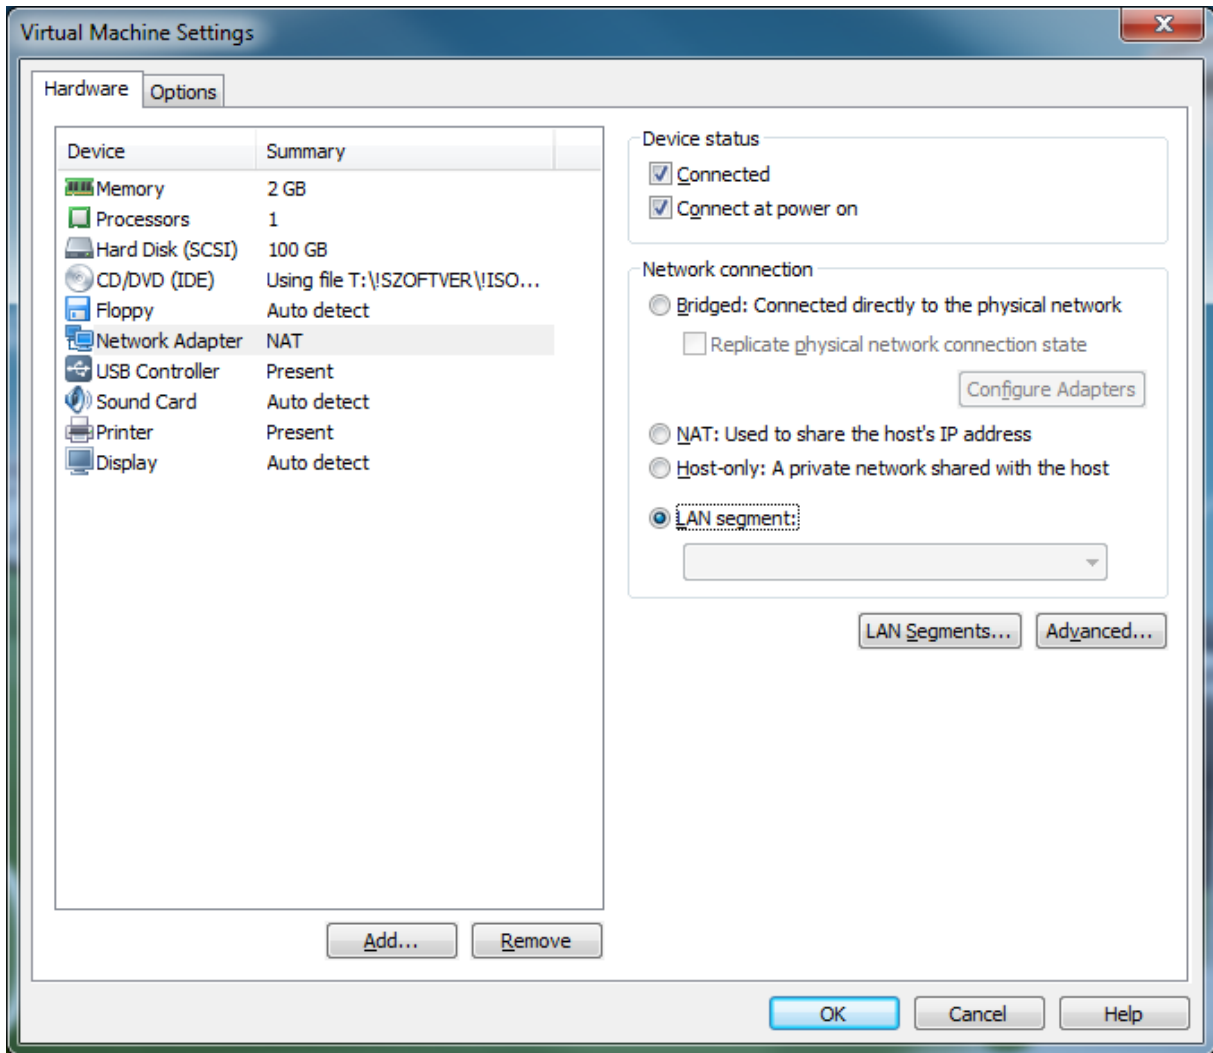 Virtual Machine Settings
Hardware
Options
Device Summary
Memory 2 GB
Processors 1
Hard Disk (SCSI) 100 GB
CD/DVD (IDE) Using file T:\!SZOFTVER\!ISO...
Floppy Auto detect
Network Adapter NAT
USB Controller Present
Sound Card Auto detect
Printer Present
Display Auto detect
Add...
Remove
Device status
Connected
Connect at power on
Network connection
Bridged: Connected directly to the physical network
Replicate physical network connection state
Configure Adapters
NAT: Used to share the host's IP address
Host-only: A private network shared with the host
LAN segment:
LAN Segments...
Advanced...
OK
Cancel
Help